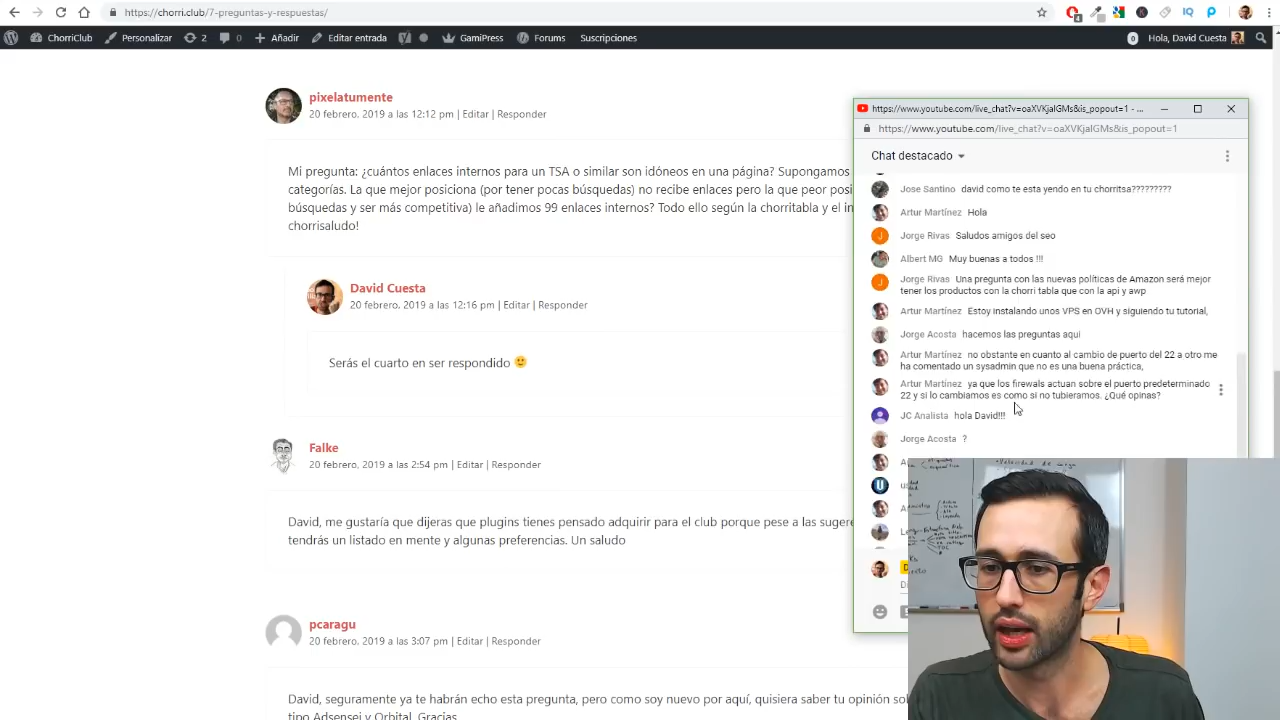 https://chorri.club/7-preguntas-y-respuestas/
4
IQ
ChorriClub
Personalizar
2
0
Añadir
Editar entrada
GamiPress
Forums
Suscripciones
0
Hola, David Cuesta
pixelatumente
20 febrero, 2019 a las 12:12 pm | Editar | Responder
Mi pregunta: ¿cuántos enlaces internos para un TSA o similar son idóneos en una página? Supongamos
categorías. La que mejor posiciona (por tener pocas búsquedas) no recibe enlaces pero la que peor posi
búsquedas y ser más competitiva) le añadimos 99 enlaces internos? Todo ello según la chorritabla y el in
chorrisaludo!
David Cuesta
20 febrero, 2019 a las 12:16 pm | Editar | Responder
Serás el cuarto en ser respondido 🙂
Falke
20 febrero, 2019 a las 2:54 pm | Editar | Responder
David, me gustaría que dijeras que plugins tienes pensado adquirir para el club porque pese a las sugere
tendrás un listado en mente y algunas preferencias. Un saludo
pcaragu
20 febrero, 2019 a las 3:07 pm | Editar | Responder
David, seguramente ya te habrán echo esta pregunta, pero como soy nuevo por aquí, quisiera saber tu opinión sol
tipo Adsensei y Orbital. Gracias
https://www.youtube.com/live_chat?v=oaXVKjaIGMs&is_popout=1 - ...
https://www.youtube.com/live_chat?v=oaXVKjaIGMs&is_popout=1
Chat destacado
Jose Santino david como te esta yendo en tu chorritsa?????????
Artur Martínez Hola
J Jorge Rivas Saludos amigos del seo
Albert MG Muy buenas a todos !!!
J Jorge Rivas Una pregunta con las nuevas políticas de Amazon será mejor
tener los productos con la chorri tabla que con la api y awp
Artur Martínez Estoy instalando unos VPS en OVH y siguiendo tu tutorial,
Jorge Acosta hacemos las preguntas aqui
Artur Martínez no obstante en cuanto al cambio de puerto del 22 a otro me
ha comentado un sysadmin que no es una buena práctica,
Artur Martínez ya que los firewals actuan sobre el puerto predeterminado
22 y si lo cambiamos es como si no tubieramos. ¿Qué opinas?
JC Analista hola David!!!
Jorge Acosta ?